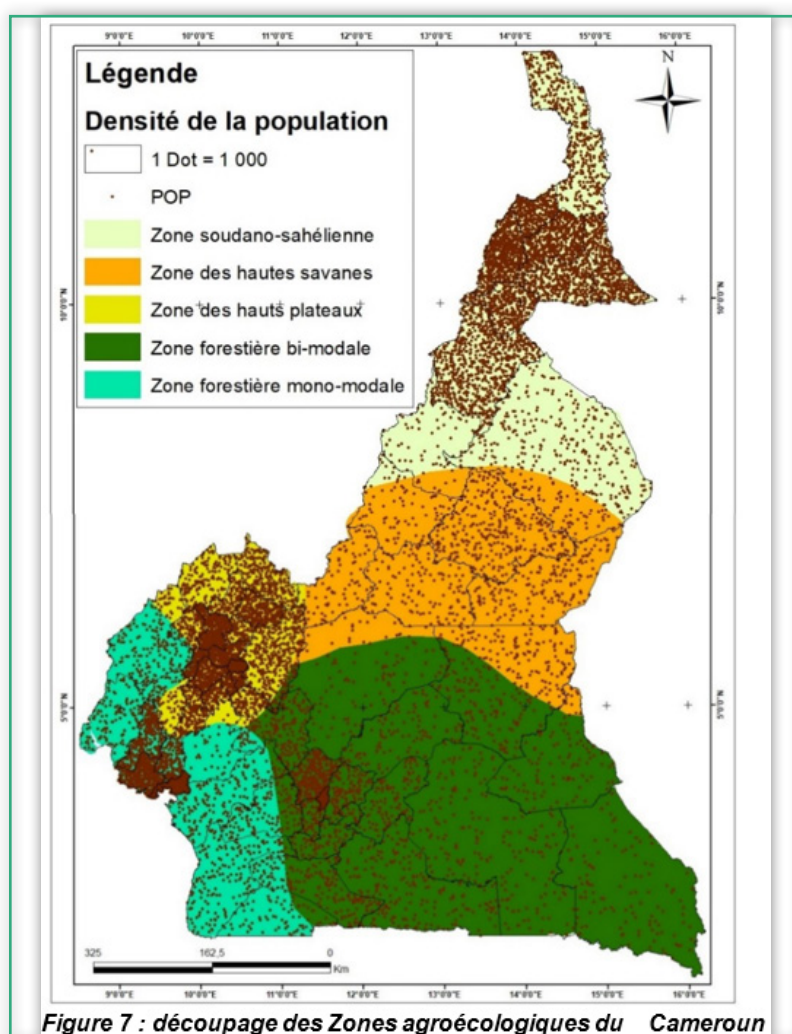 9°0'0"E 10°0'0"E 11°0'0"E 12°0'0"E 13°0'0"E 14°0'0"E 15°0'0"E 16°0'0"E
Légende
Densité de la population
1 Dot = 1 000
POP
Zone soudano-sahélienne
Zone des hautes savanes
Zone des hauts plateaux
Zone forestière bi-modale
Zone forestière mono-modale
N
10°0'0"N
10°0'0"N
5°0'0"N
5°0'0"N
325 162,5 0
Km
9°0'0"E 10°0'0"E 11°0'0"E 12°0'0"E 13°0'0"E 14°0'0"E 15°0'0"E 16°0'0"E
Figure 7 : découpage des Zones agroécologiques du Cameroun